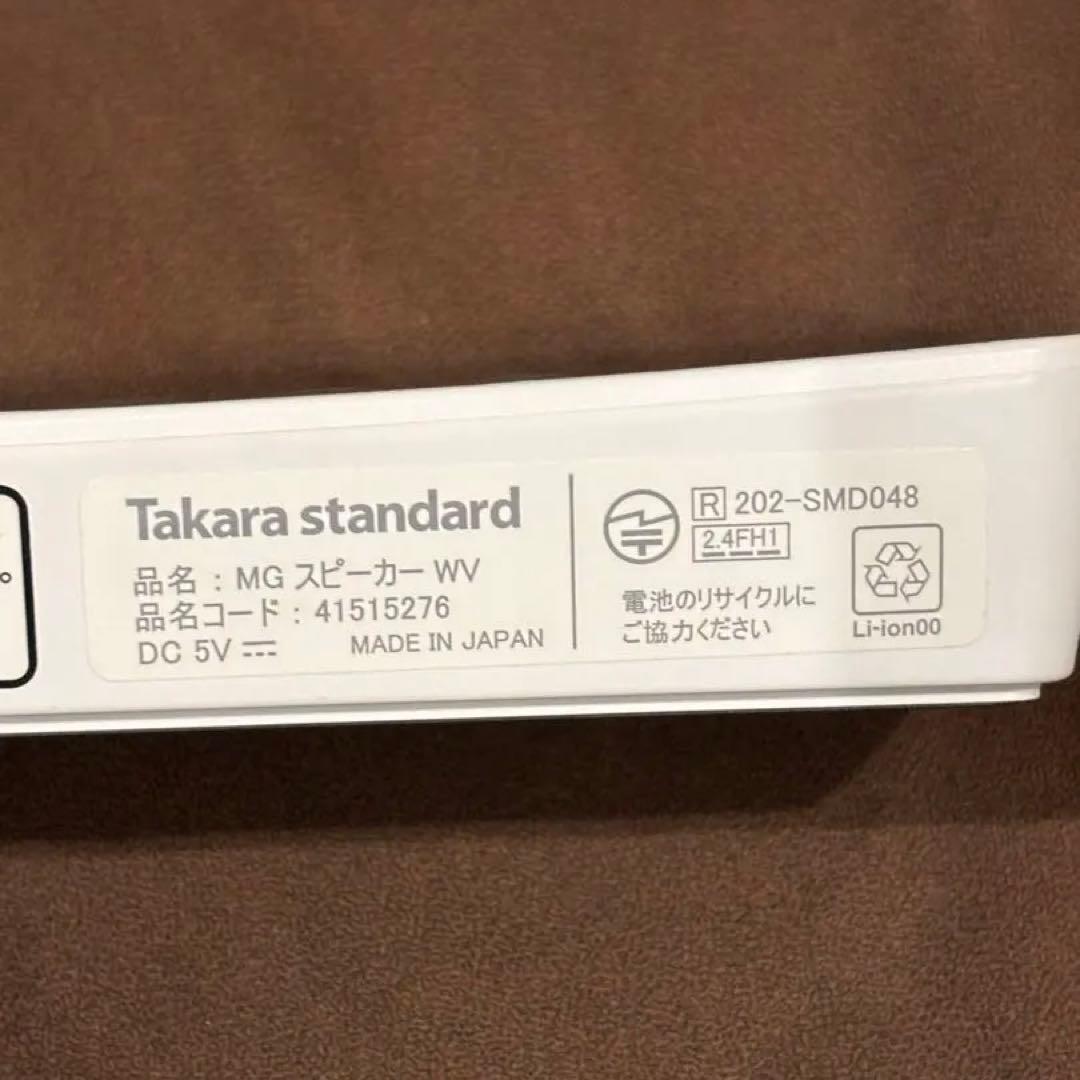 Takara standard
品名 : MG スピーカー WV
品名コード : 41515276
DC 5V ⎓ MADE IN JAPAN
R 202-SMD048
2.4FH1
電池のリサイクルに
ご協力ください
Li-ion00
。